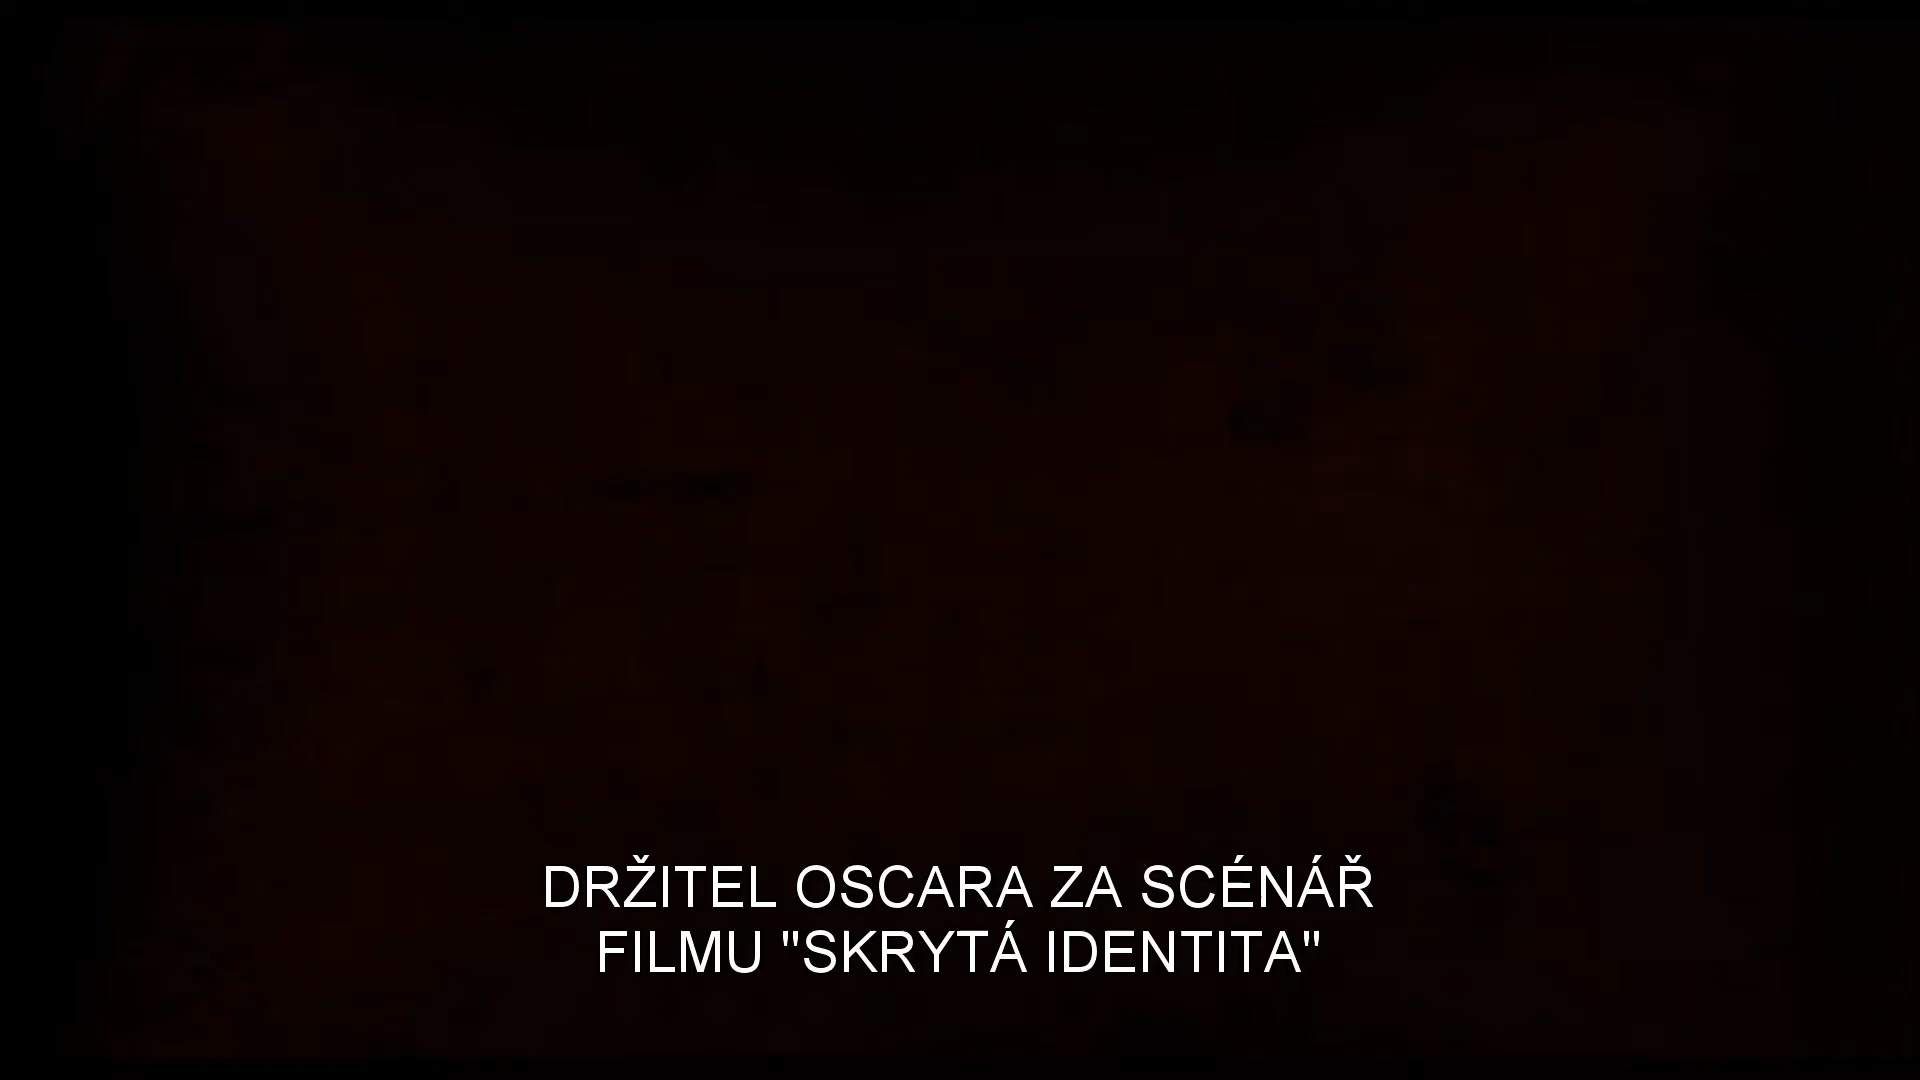 DRŽITEL OSCARA ZA SCÉNÁŘ
FILMU "SKRYTÁ IDENTITA"